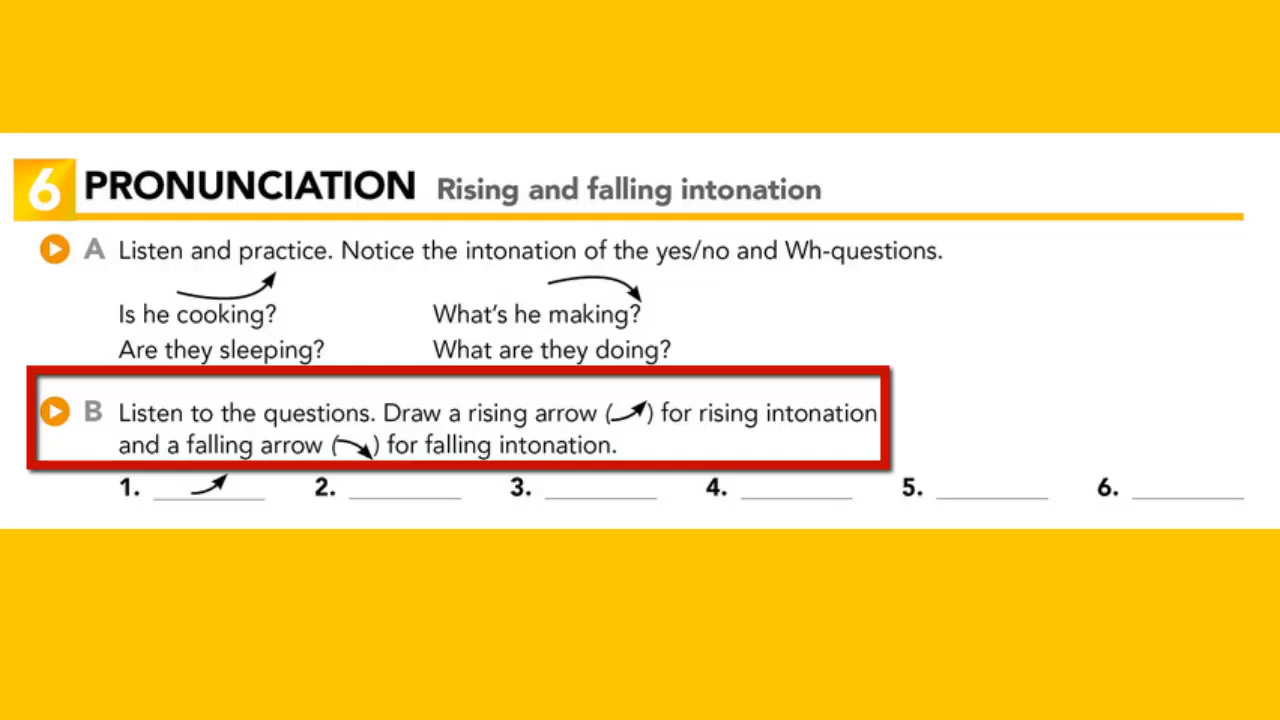 6 PRONUNCIATION Rising and falling intonation
A Listen and practice. Notice the intonation of the yes/no and Wh-questions.
Is he cooking? What's he making?
Are they sleeping? What are they doing?
B Listen to the questions. Draw a rising arrow ( ) for rising intonation
and a falling arrow ( ) for falling intonation.
1. 2. 3. 4. 5. 6.